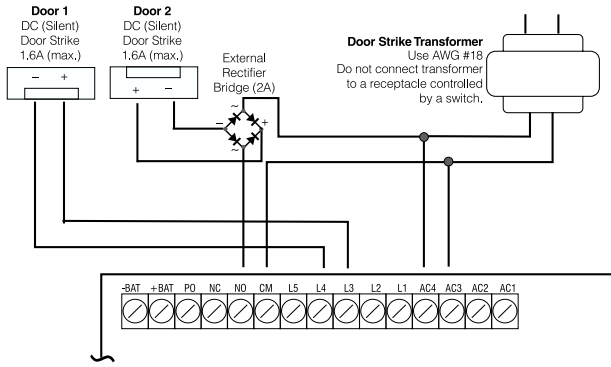 Door 1
DC (Silent)
Door Strike
1.6A (max.)
− +
Door 2
DC (Silent)
Door Strike
1.6A (max.)
+ −
External
Rectifier
Bridge (2A)
~
− +
~
Door Strike Transformer
Use AWG #18
Do not connect transformer
to a receptacle controlled
by a switch.
-BAT +BAT PO NC NO CM L5 L4 L3 L2 L1 AC4 AC3 AC2 AC1